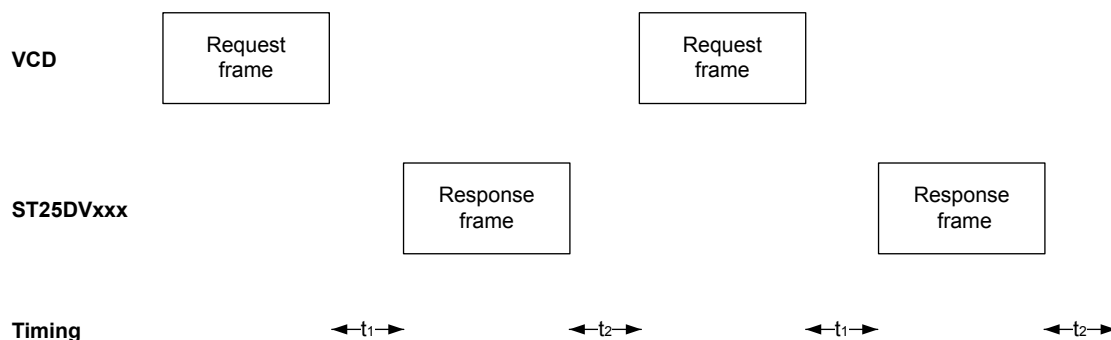 VCD
Request
frame
Request
frame
ST25DVxxx
Response
frame
Response
frame
Timing
t1
t2
t1
t2